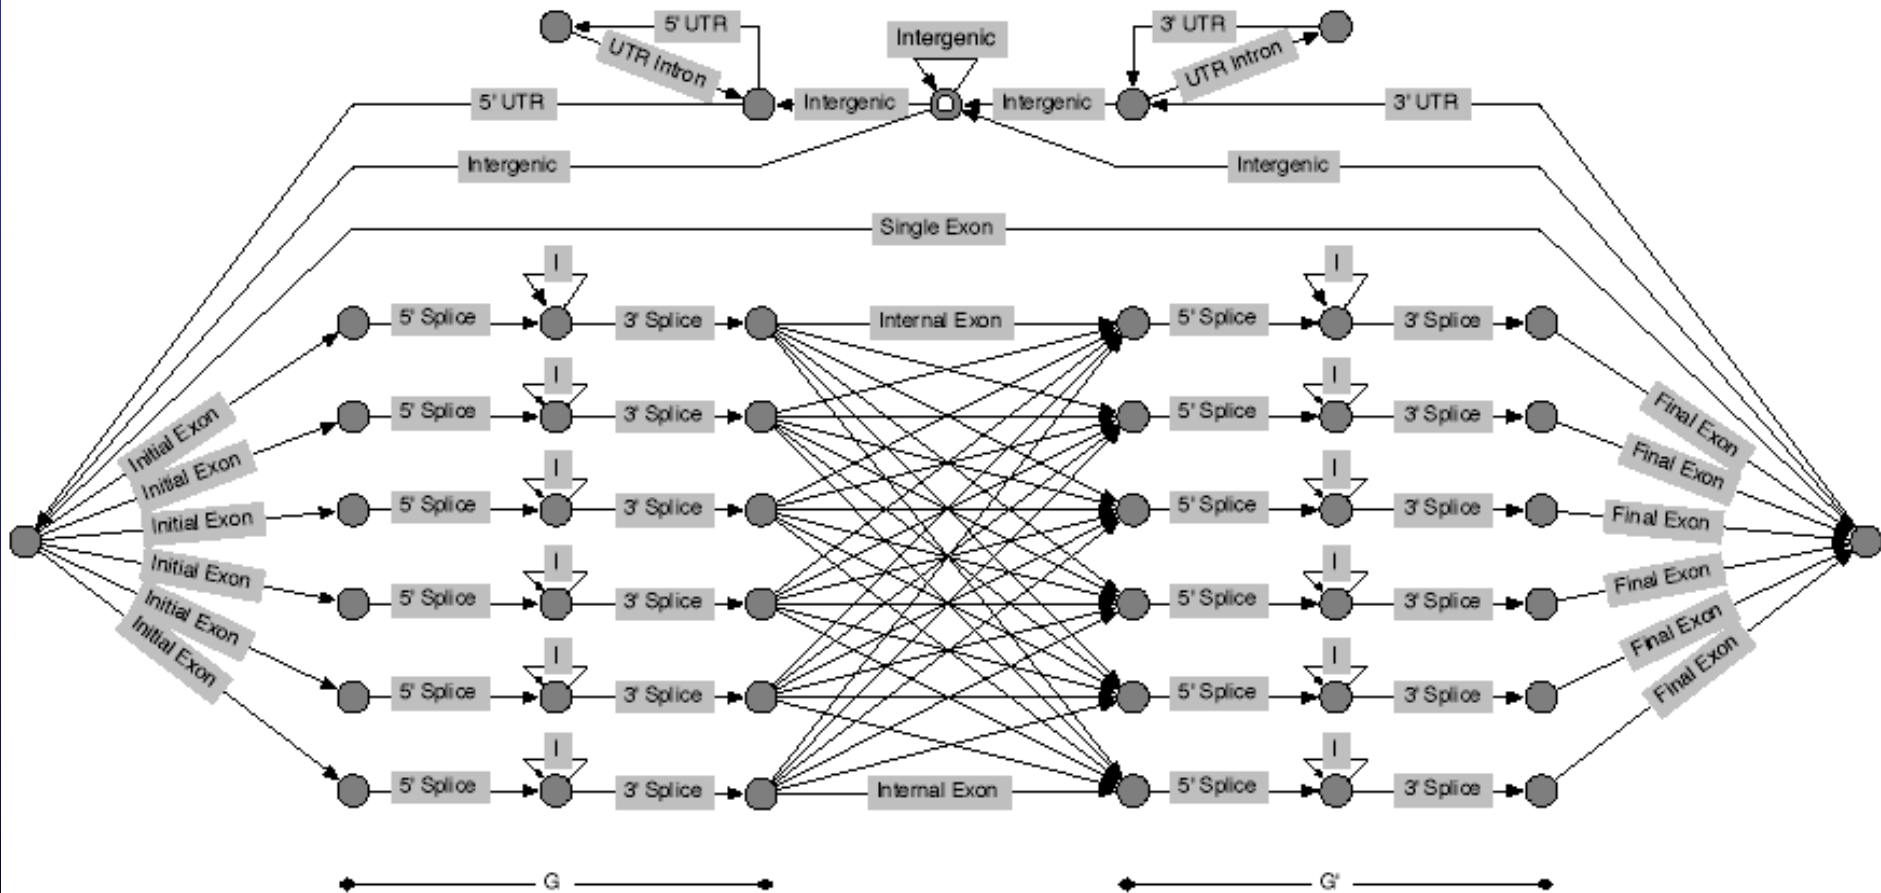 5' UTR
3' UTR
Intergenic
UTR Intron
UTR Intron
5' UTR
Intergenic
Intergenic
3' UTR
Intergenic
Intergenic
Single Exon
I
I
5' Splice
3' Splice
Internal Exon
5' Splice
3' Splice
I
I
Initial Exon
5' Splice
3' Splice
5' Splice
3' Splice
Final Exon
I
I
Initial Exon
Final Exon
5' Splice
3' Splice
5' Splice
3' Splice
Initial Exon
Final Exon
I
I
Initial Exon
Final Exon
5' Splice
3' Splice
5' Splice
3' Splice
Initial Exon
Final Exon
I
I
Initial Exon
Final Exon
5' Splice
3' Splice
5' Splice
3' Splice
I
I
5' Splice
3' Splice
Internal Exon
5' Splice
3' Splice
G
G'